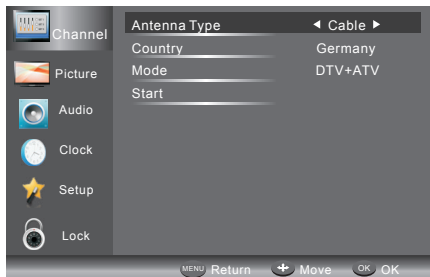 Channel
Picture
Audio
Clock
Setup
Lock
Antenna Type Cable
Country Germany
Mode DTV+ATV
Start
MENU Return Move OK OK